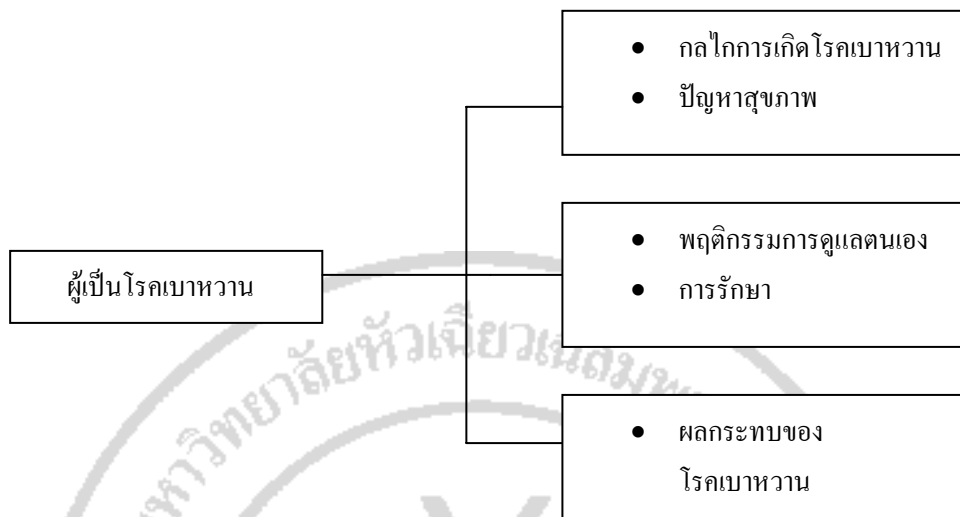 • กลไกการเกิดโรคเบาหวาน
• ปัญหาสุขภาพ
• พฤติกรรมการดูแลตนเอง
• การรักษา
ผู้เป็นโรคเบาหวาน
• ผลกระทบของ
โรคเบาหวาน